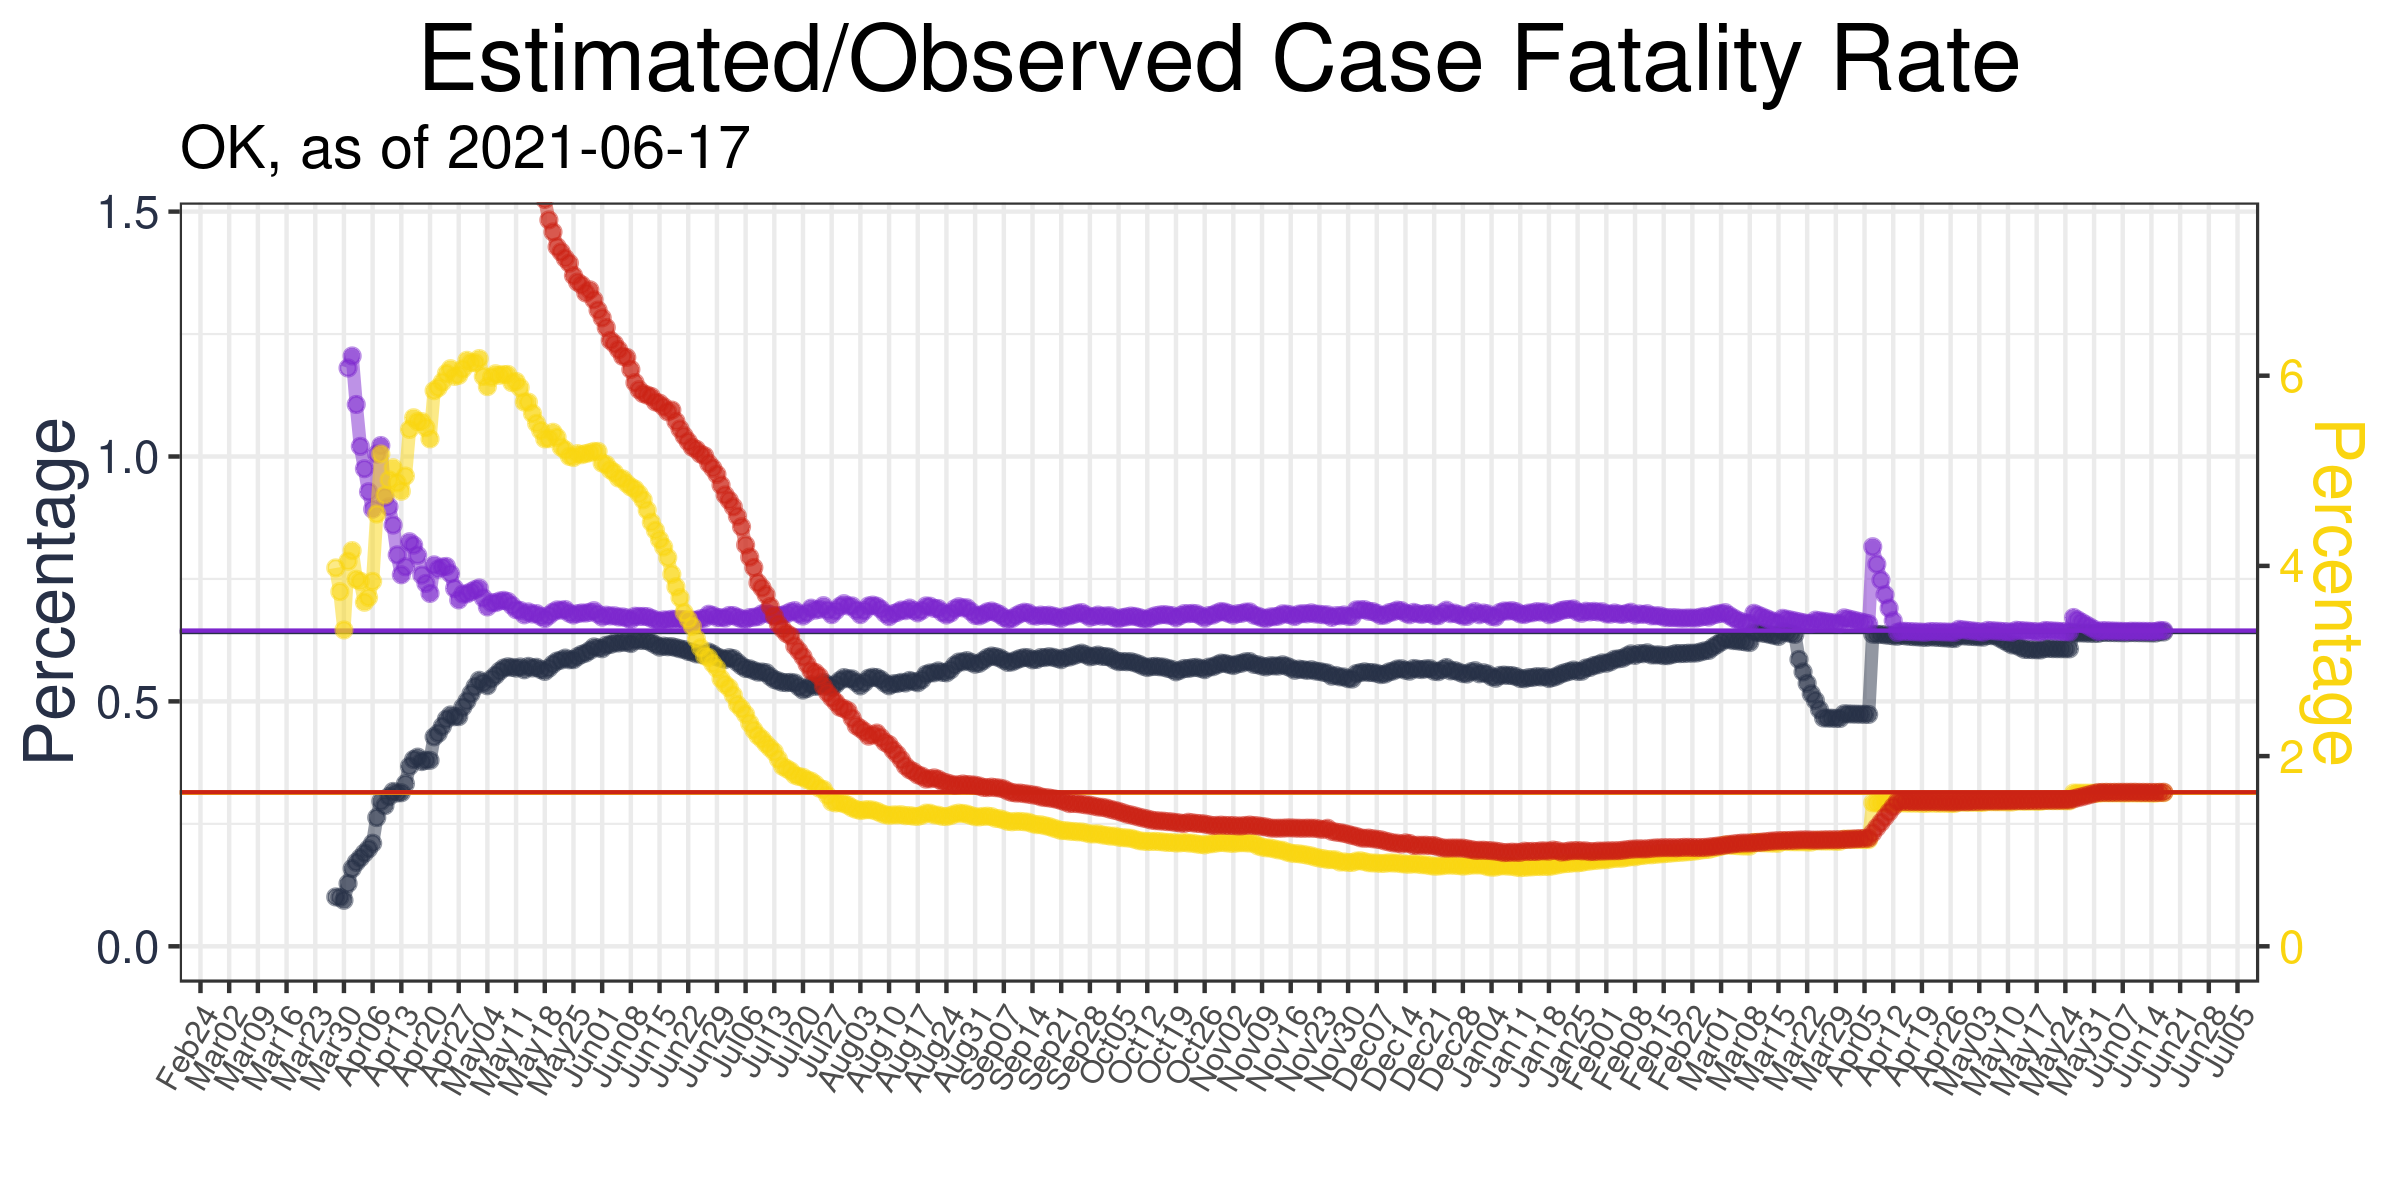 Estimated/Observed Case Fatality Rate
OK, as of 2021-06-17
Percentage
1.5
1.0
0.5
0.0
6
4
2
0
Percentage
Feb24
Mar02
Mar09
Mar16
Mar23
Mar30
Apr06
Apr13
Apr20
Apr27
May04
May11
May18
May25
Jun01
Jun08
Jun15
Jun22
Jun29
Jul06
Jul13
Jul20
Jul27
Aug03
Aug10
Aug17
Aug24
Aug31
Sep07
Sep14
Sep21
Sep28
Oct05
Oct12
Oct19
Oct26
Nov02
Nov09
Nov16
Nov23
Nov30
Dec07
Dec14
Dec21
Dec28
Jan04
Jan11
Jan18
Jan25
Feb01
Feb08
Feb15
Feb22
Mar01
Mar08
Mar15
Mar22
Mar29
Apr05
Apr12
Apr19
Apr26
May03
May10
May17
May24
May31
Jun07
Jun14
Jun21
Jun28
Jul05